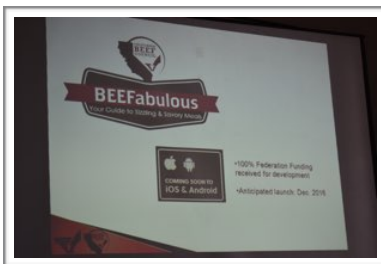 BEEF
BEEFabulous
Your Guide to Sizzling & Savory Meals
COMING SOON TO
iOS & Android
•100% Federation Funding
received for development
•Anticipated launch: Dec. 2016